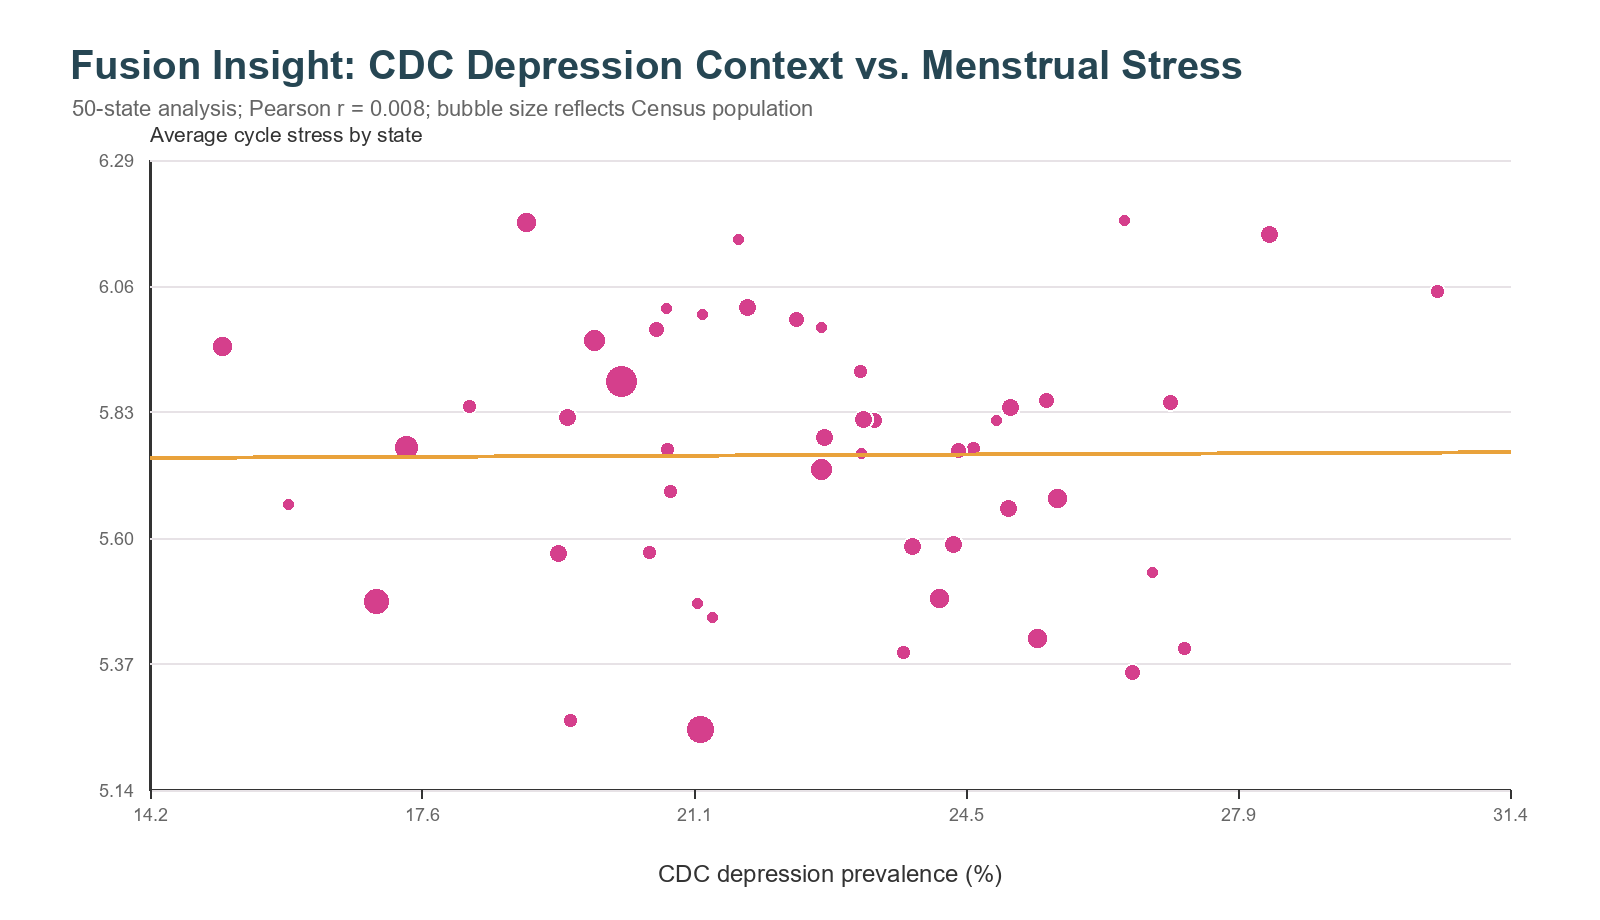 Fusion Insight: CDC Depression Context vs. Menstrual Stress
50-state analysis; Pearson r = 0.008; bubble size reflects Census population
Average cycle stress by state
6.29
6.06
5.83
5.60
5.37
5.14
14.2 17.6 21.1 24.5 27.9 31.4
CDC depression prevalence (%)